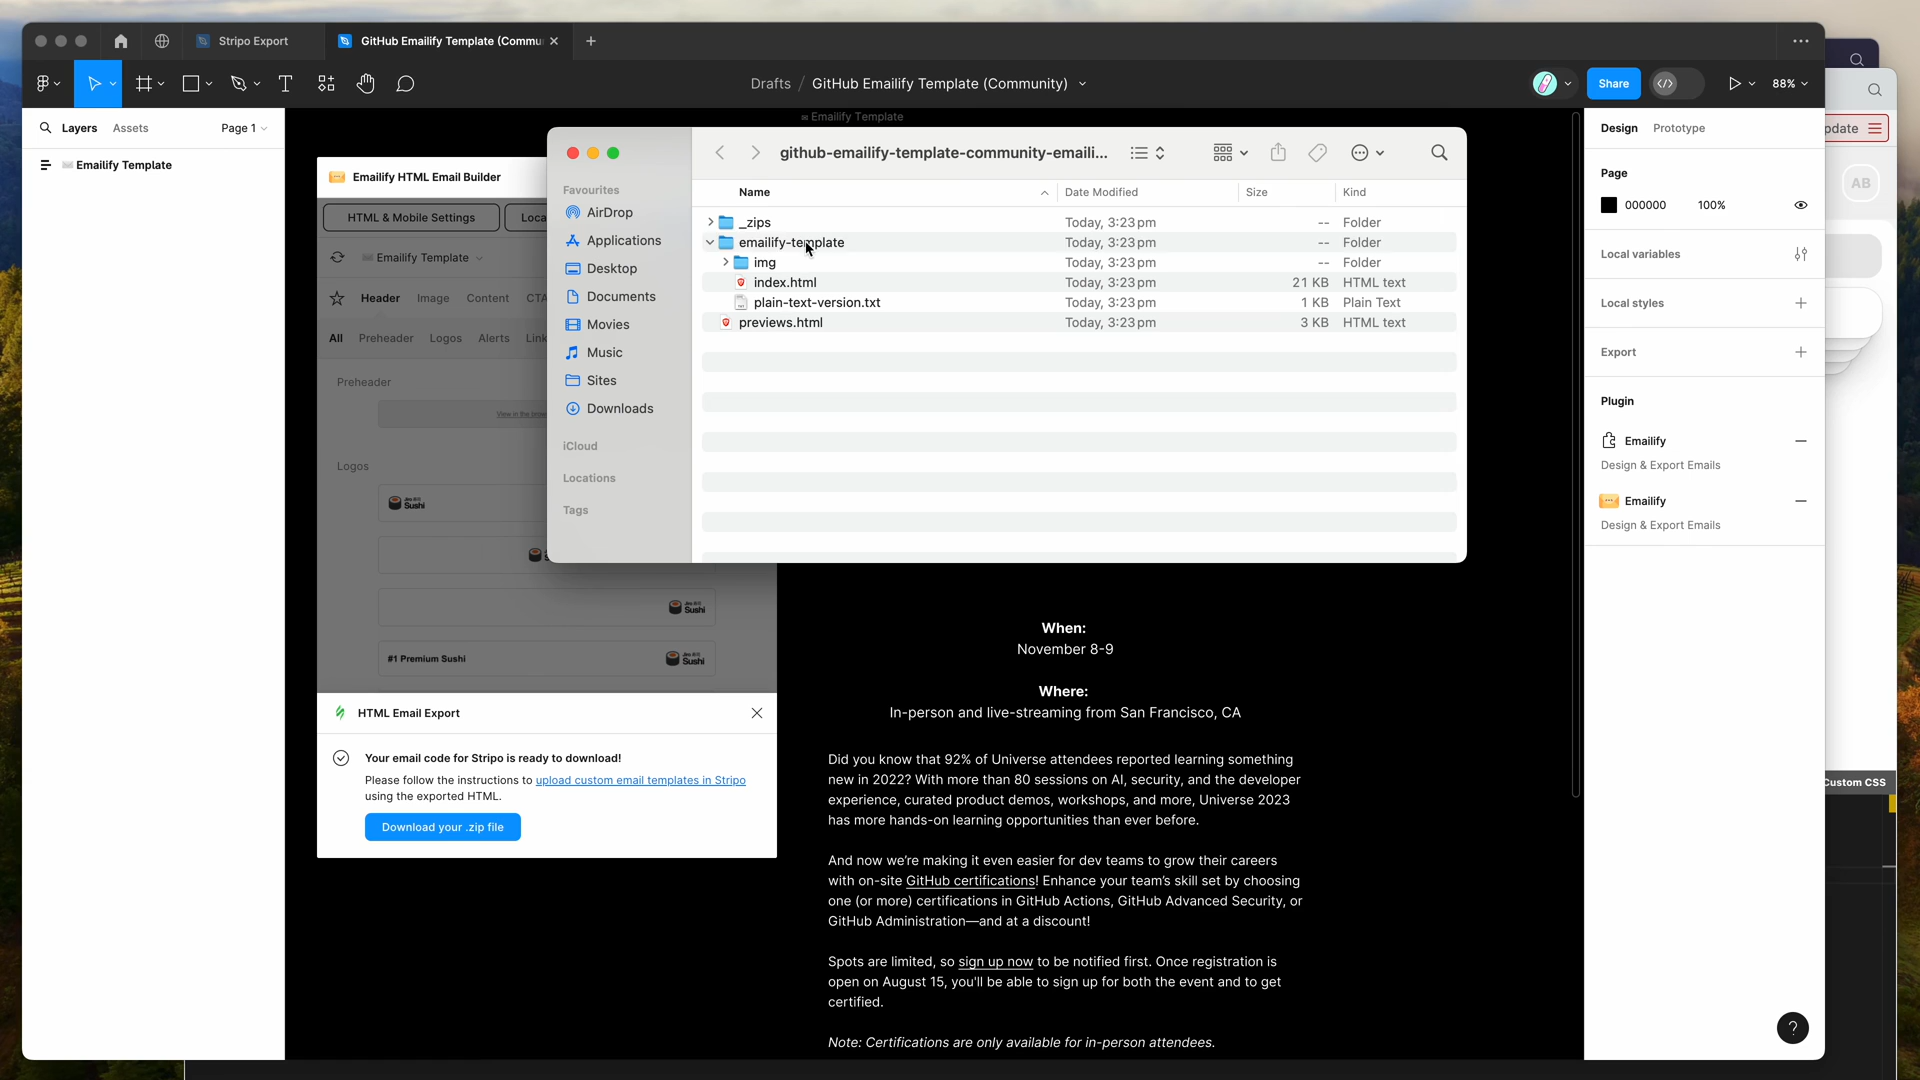 Stripo Export
GitHub Emailify Template (Commu
Drafts / GitHub Emailify Template (Community)
Share
88%
Layers
Assets
Page 1
Emailify Template
Emailify Template
Emailify HTML Email Builder
HTML & Mobile Settings
Loca
Emailify Template
Header
Image
Content
CTA
All
Preheader
Logos
Alerts
Link
Preheader
View in the brow
Logos
Sushi
S
Sushi
#1 Premium Sushi
Sushi
HTML Email Export
Your email code for Stripo is ready to download!
Please follow the instructions to upload custom email templates in Stripo
using the exported HTML.
Download your .zip file
github-emailify-template-community-emaili...
Favourites
AirDrop
Applications
Desktop
Documents
Movies
Music
Sites
Downloads
iCloud
Locations
Tags
Name
Date Modified
Size
Kind
_zips
Today, 3:23 pm
--
Folder
emailify-template
Today, 3:23 pm
--
Folder
img
Today, 3:23 pm
--
Folder
index.html
Today, 3:23 pm
21 KB
HTML text
plain-text-version.txt
Today, 3:23 pm
1 KB
Plain Text
previews.html
Today, 3:23 pm
3 KB
HTML text
When:
November 8-9
Where:
In-person and live-streaming from San Francisco, CA
Did you know that 92% of Universe attendees reported learning something
new in 2022? With more than 80 sessions on AI, security, and the developer
experience, curated product demos, workshops, and more, Universe 2023
has more hands-on learning opportunities than ever before.
And now we're making it even easier for dev teams to grow their careers
with on-site GitHub certifications! Enhance your team's skill set by choosing
one (or more) certifications in GitHub Actions, GitHub Advanced Security, or
GitHub Administration—and at a discount!
Spots are limited, so sign up now to be notified first. Once registration is
open on August 15, you'll be able to sign up for both the event and to get
certified.
Note: Certifications are only available for in-person attendees.
Design
Prototype
Page
000000
100%
Local variables
Local styles
Export
Plugin
Emailify
Design & Export Emails
Emailify
Design & Export Emails
?
pdate
AB
Custom CSS